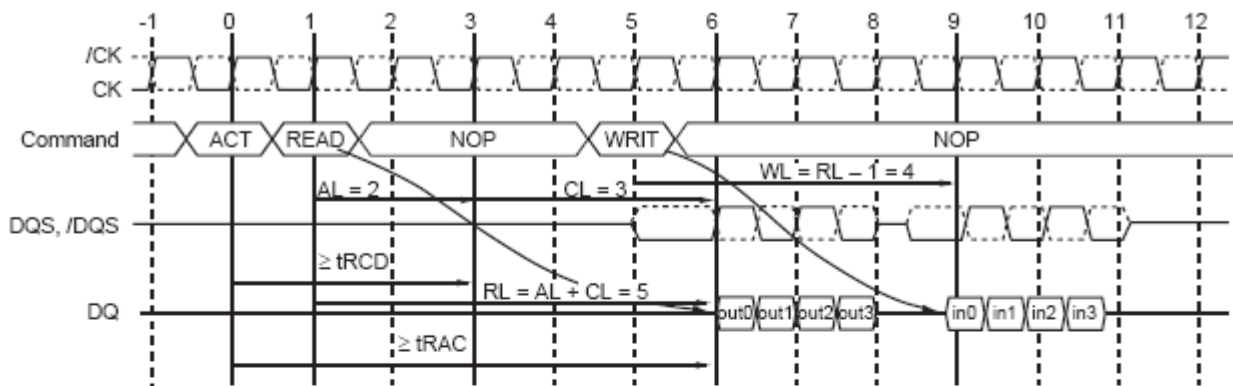 -1 0 1 2 3 4 5 6 7 8 9 10 11 12
/CK
CK
Command ACT READ NOP WRIT NOP
WL = RL – 1 = 4
AL = 2 CL = 3
DQS, /DQS
≥ tRCD
RL = AL + CL = 5
DQ out0 out1 out2 out3 in0 in1 in2 in3
≥ tRAC